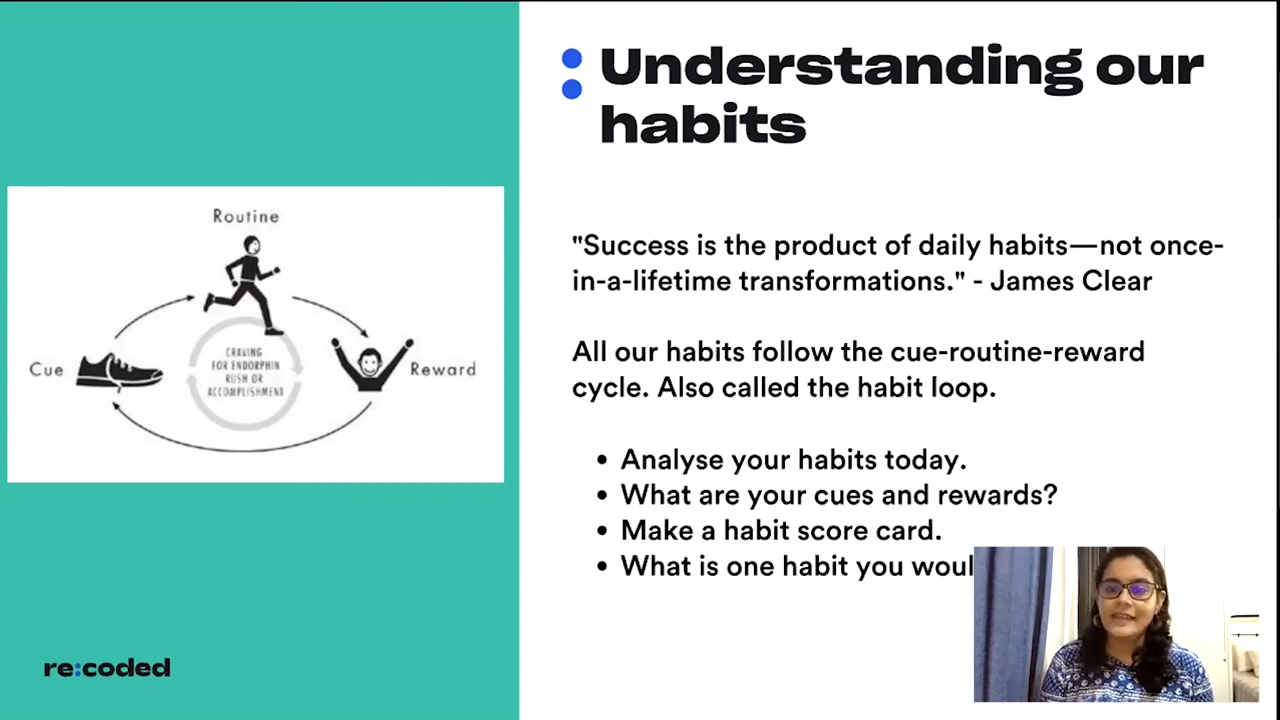 Understanding our
habits
Routine
Cue
CRAVING
FOR ENDORPHIN
RUSH OR
ACCOMPLISHMENT
Reward
"Success is the product of daily habits—not once-
in-a-lifetime transformations." - James Clear
All our habits follow the cue-routine-reward
cycle. Also called the habit loop.
• Analyse your habits today.
• What are your cues and rewards?
• Make a habit score card.
• What is one habit you
re:coded